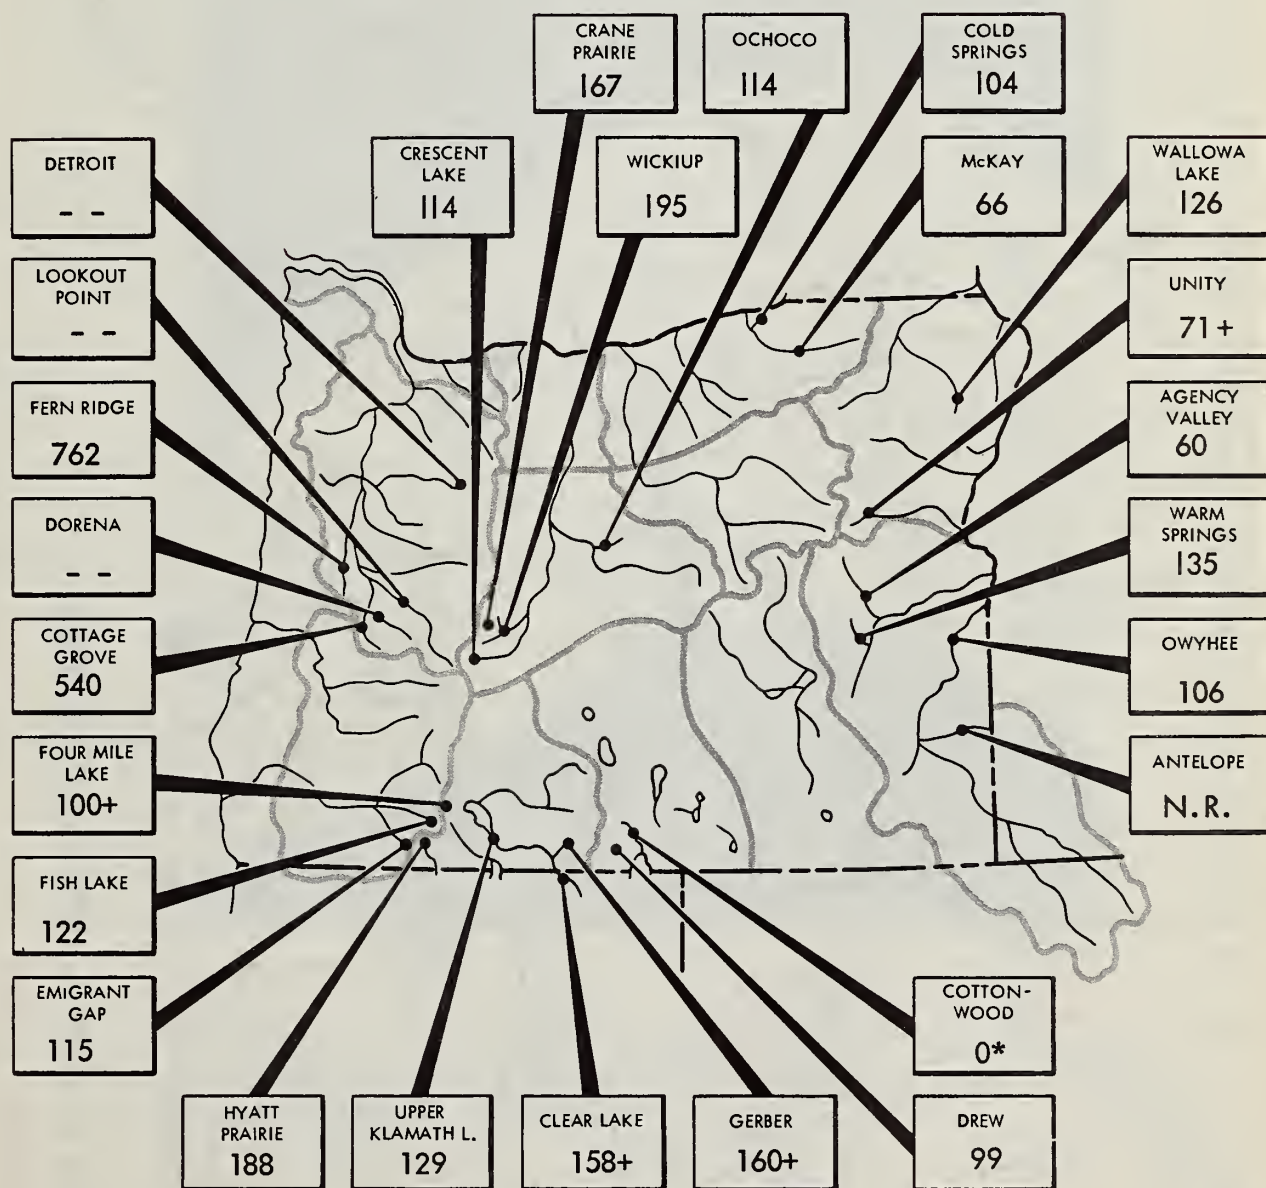 CRANE
PRAIRIE
167
OCHOCO
114
COLD
SPRINGS
104
DETROIT
- -
CRESCENT
LAKE
114
WICKIUP
195
McKAY
66
WALLOWA
LAKE
126
LOOKOUT
POINT
- -
UNITY
71+
FERN RIDGE
762
AGENCY
VALLEY
60
DORENA
- -
WARM
SPRINGS
135
COTTAGE
GROVE
540
OWYHEE
106
FOUR MILE
LAKE
100+
ANTELOPE
N.R.
FISH LAKE
122
EMIGRANT
GAP
115
COTTON-
WOOD
0*
HYATT
PRAIRIE
188
UPPER
KLAMATH L.
129
CLEAR LAKE
158+
GERBER
160+
DREW
99